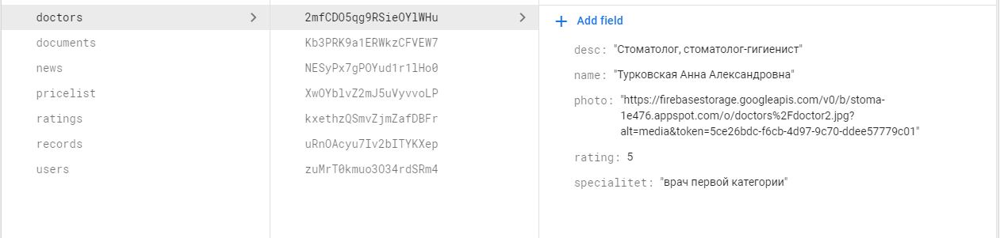 doctors
documents
news
pricelist
ratings
records
users
2mfCDO5qg9RSieOYlWHu
Kb3PRK9a1ERWkzCFVEW7
NESyPx7gPOYud1r1lHo0
XwOYblvZ2mJ5uVyvvoLP
kxethzQSmvZjmZafDBFr
uRnOAcyu7Iv2bITYKXep
zuMrT0kmuo3O34rdSRm4
Add field
desc: "Стоматолог, стоматолог-гигиенист"
name: "Турковская Анна Александровна"
photo: "https://firebasestorage.googleapis.com/v0/b/stoma-
1e476.appspot.com/o/doctors%2Fdoctor2.jpg?
alt=media&token=5ce26bdc-f6cb-4d97-9c70-ddee57779c01"
rating: 5
specialitet: "врач первой категории"